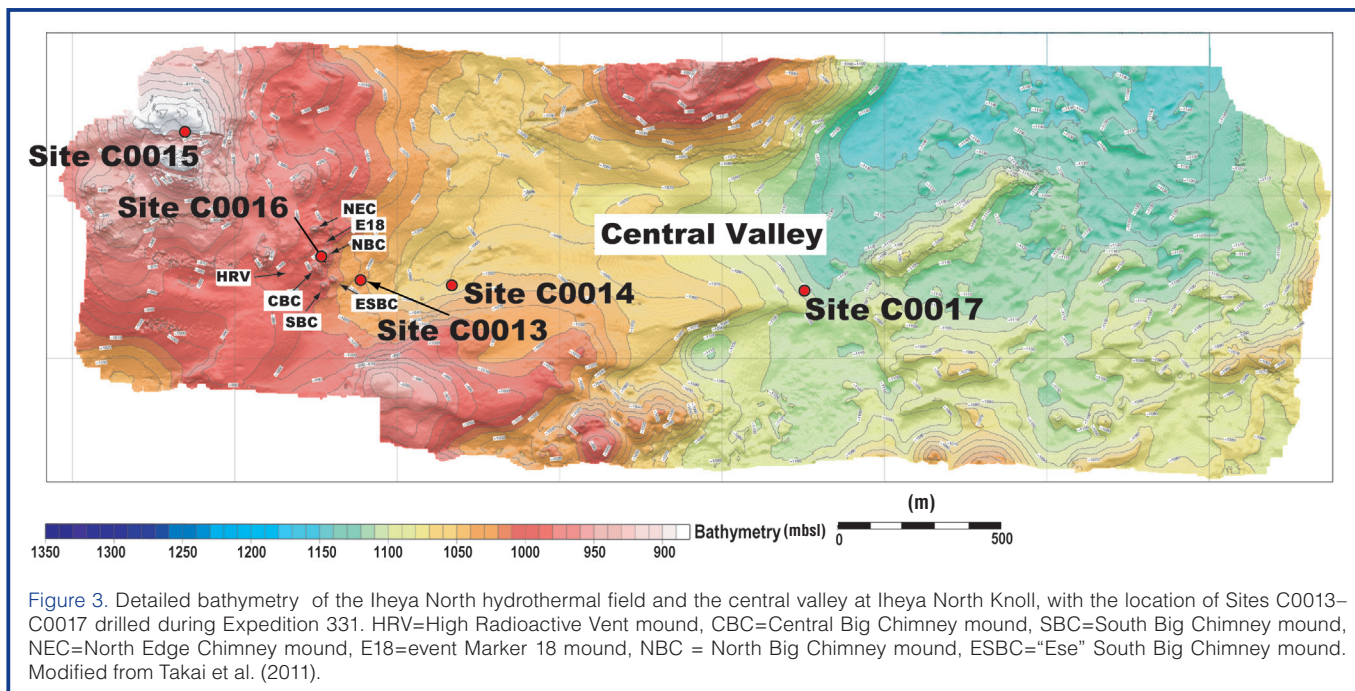 Site C0015
Site C0016
NEC
E18
NBC
HRV
CBC
SBC
ESBC
Site C0013
Site C0014
Central Valley
Site C0017
(m)
Bathymetry (mbsl)
1350 1300 1250 1200 1150 1100 1050 1000 950 900
0 500
Figure 3. Detailed bathymetry of the Iheya North hydrothermal field and the central valley at Iheya North Knoll, with the location of Sites C0013–
C0017 drilled during Expedition 331. HRV=High Radioactive Vent mound, CBC=Central Big Chimney mound, SBC=South Big Chimney mound,
NEC=North Edge Chimney mound, E18=event Marker 18 mound, NBC = North Big Chimney mound, ESBC=“Ese” South Big Chimney mound.
Modified from Takai et al. (2011).